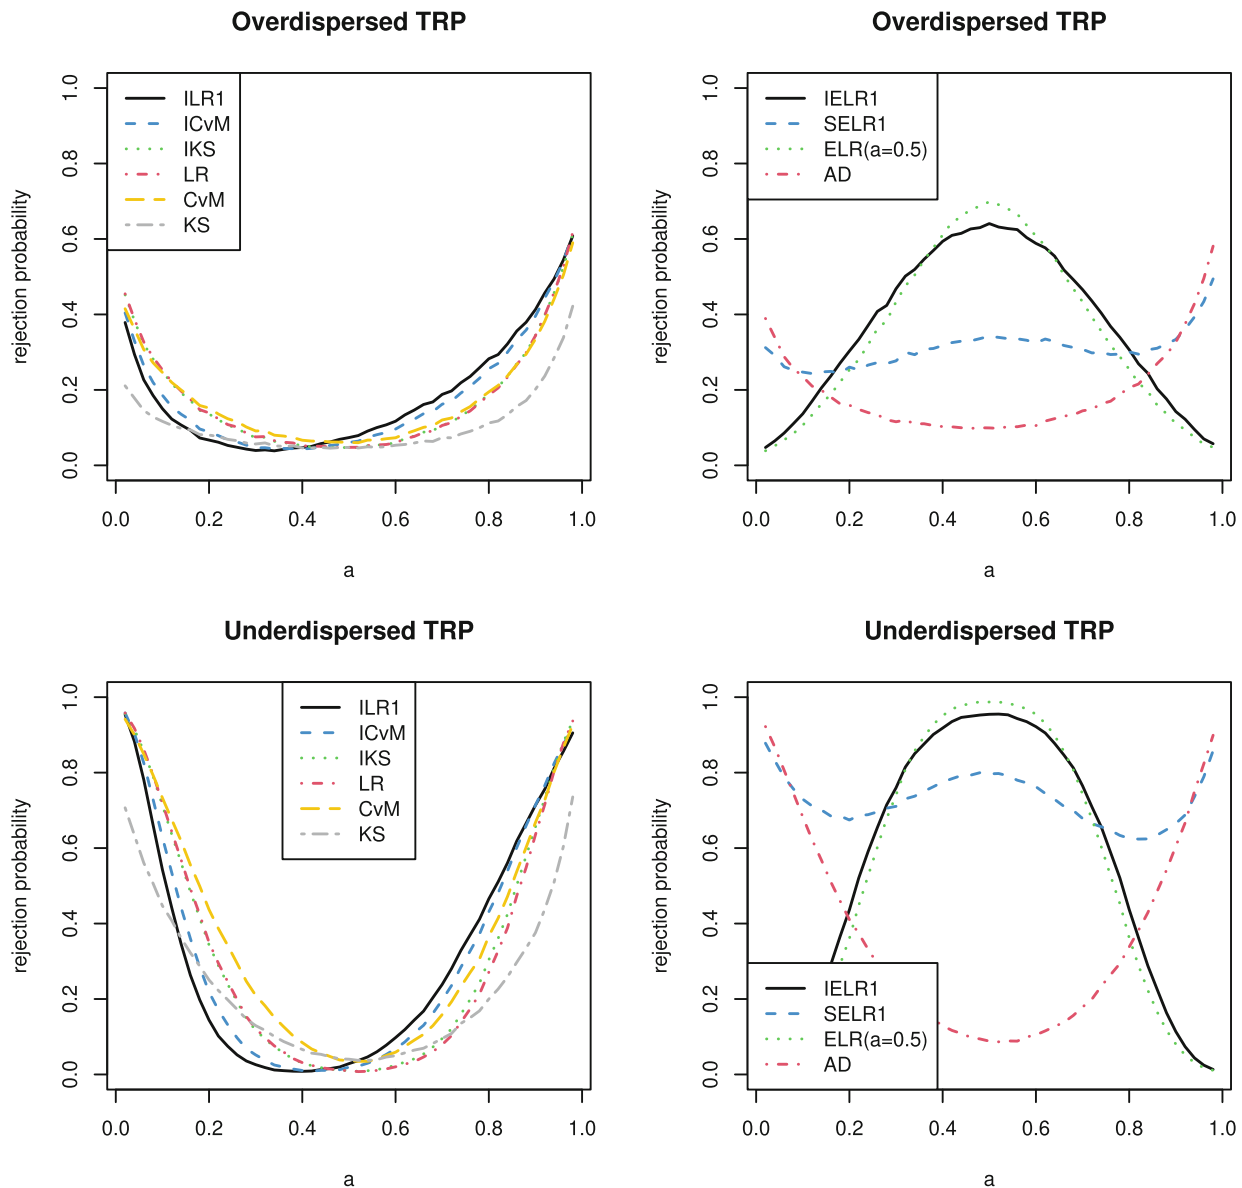 Overdispersed TRP
rejection probability
1.0
0.8
0.6
0.4
0.2
0.0
ILR1
ICvM
IKS
LR
CvM
KS
0.0 0.2 0.4 0.6 0.8 1.0
a
Overdispersed TRP
rejection probability
1.0
0.8
0.6
0.4
0.2
0.0
IELR1
SELR1
ELR(a=0.5)
AD
0.0 0.2 0.4 0.6 0.8 1.0
a
Underdispersed TRP
rejection probability
1.0
0.8
0.6
0.4
0.2
0.0
ILR1
ICvM
IKS
LR
CvM
KS
0.0 0.2 0.4 0.6 0.8 1.0
a
Underdispersed TRP
rejection probability
1.0
0.8
0.6
0.4
0.2
0.0
IELR1
SELR1
ELR(a=0.5)
AD
0.0 0.2 0.4 0.6 0.8 1.0
a